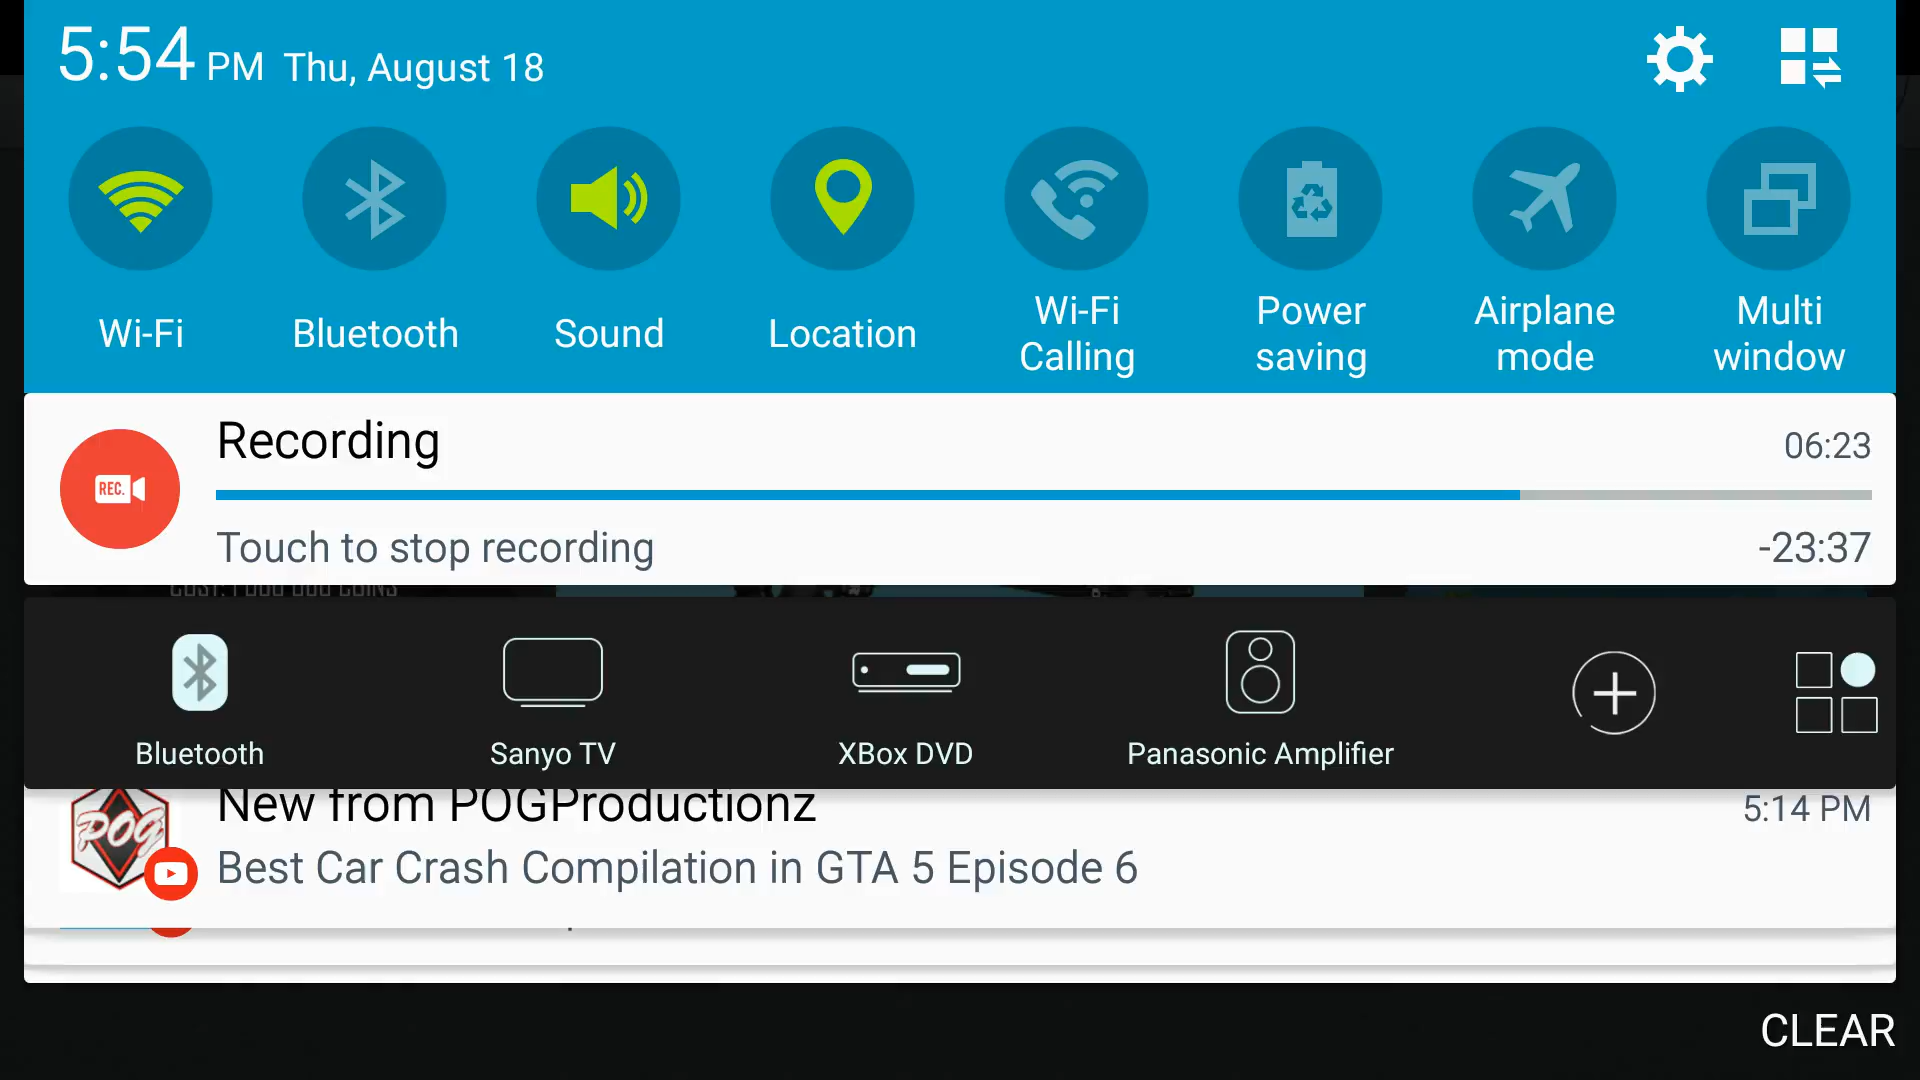 5:54 PM Thu, August 18
Wi-Fi
Bluetooth
Sound
Location
Wi-Fi
Calling
Power
saving
Airplane
mode
Multi
window
REC.
Recording
06:23
Touch to stop recording
-23:37
Bluetooth
Sanyo TV
XBox DVD
Panasonic Amplifier
POG
New from POGProductionz
5:14 PM
Best Car Crash Compilation in GTA 5 Episode 6
CLEAR